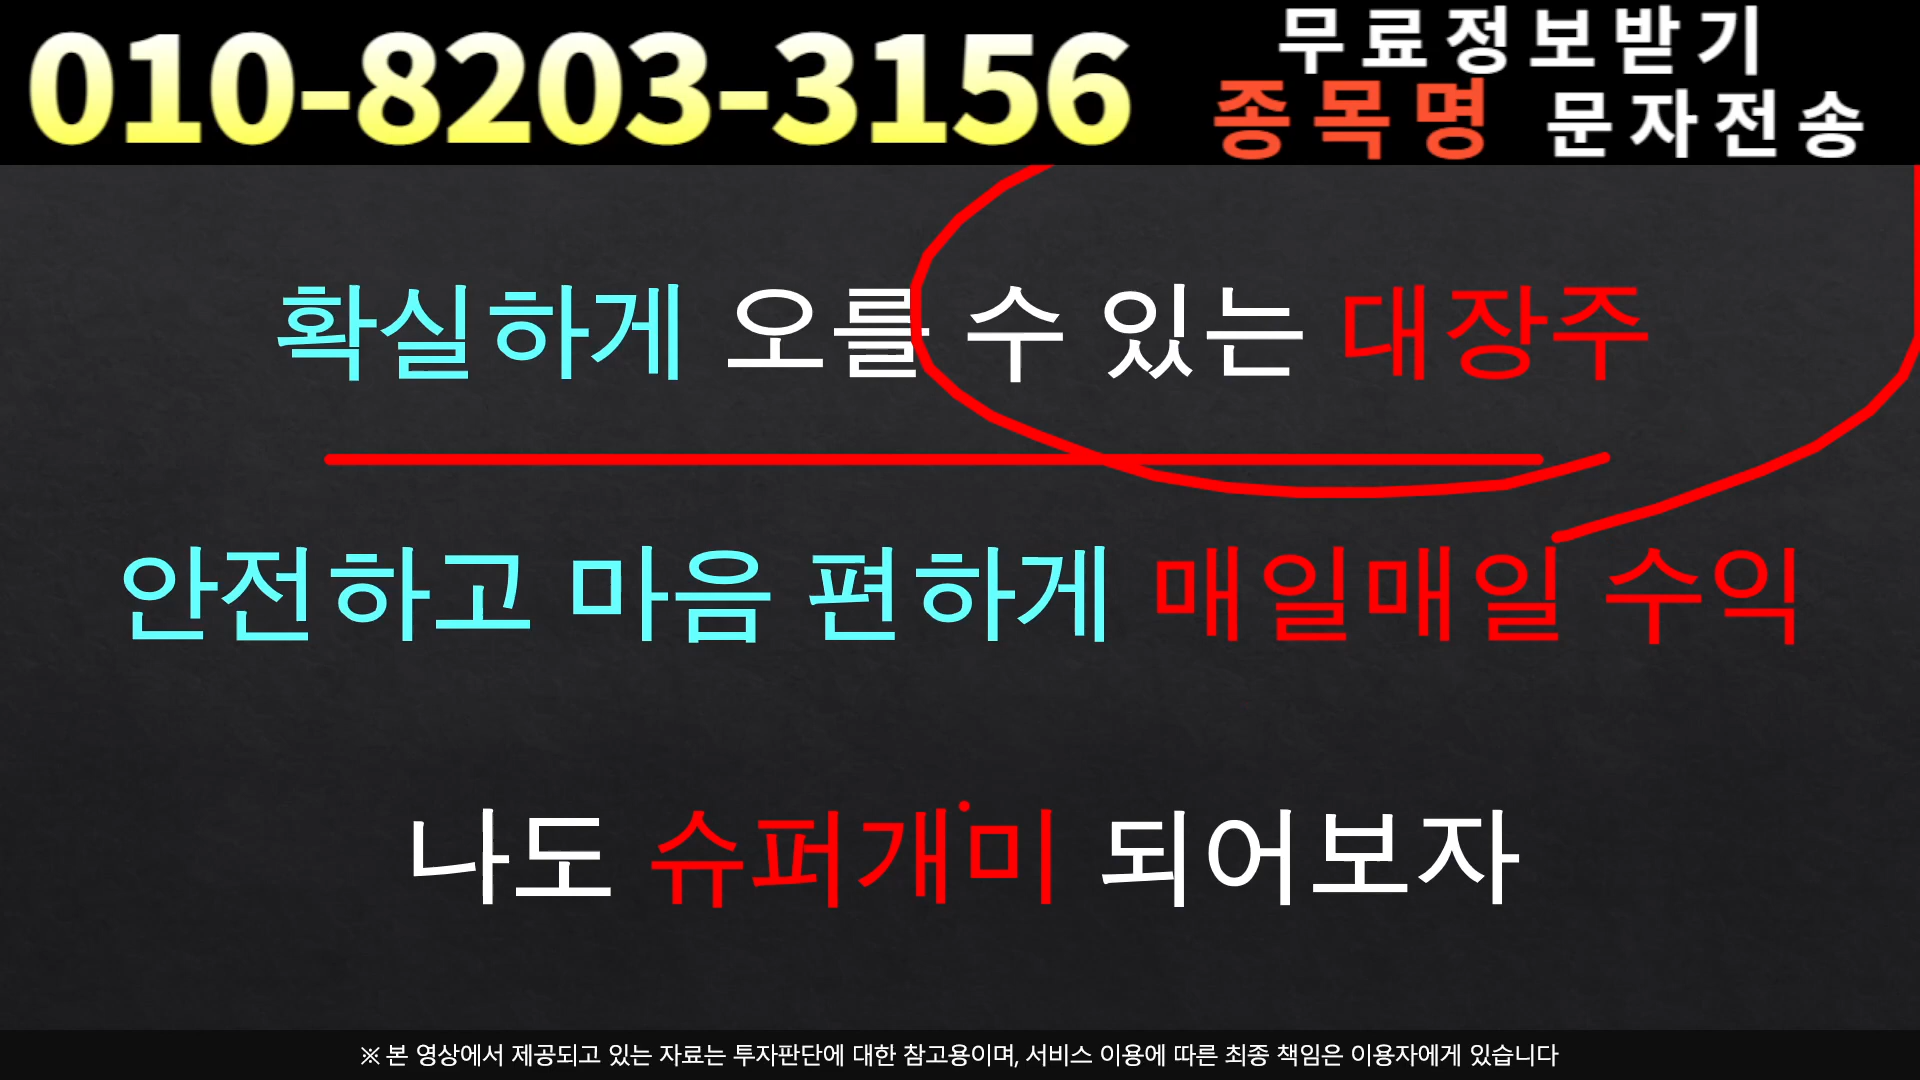 010-8203-3156
무료정보받기
종목명 문자전송
확실하게 오를 수 있는 대장주
안전하고 마음 편하게 매일매일 수익
나도 슈퍼개미 되어보자
※ 본 영상에서 제공되고 있는 자료는 투자판단에 대한 참고용이며, 서비스 이용에 따른 최종 책임은 이용자에게 있습니다